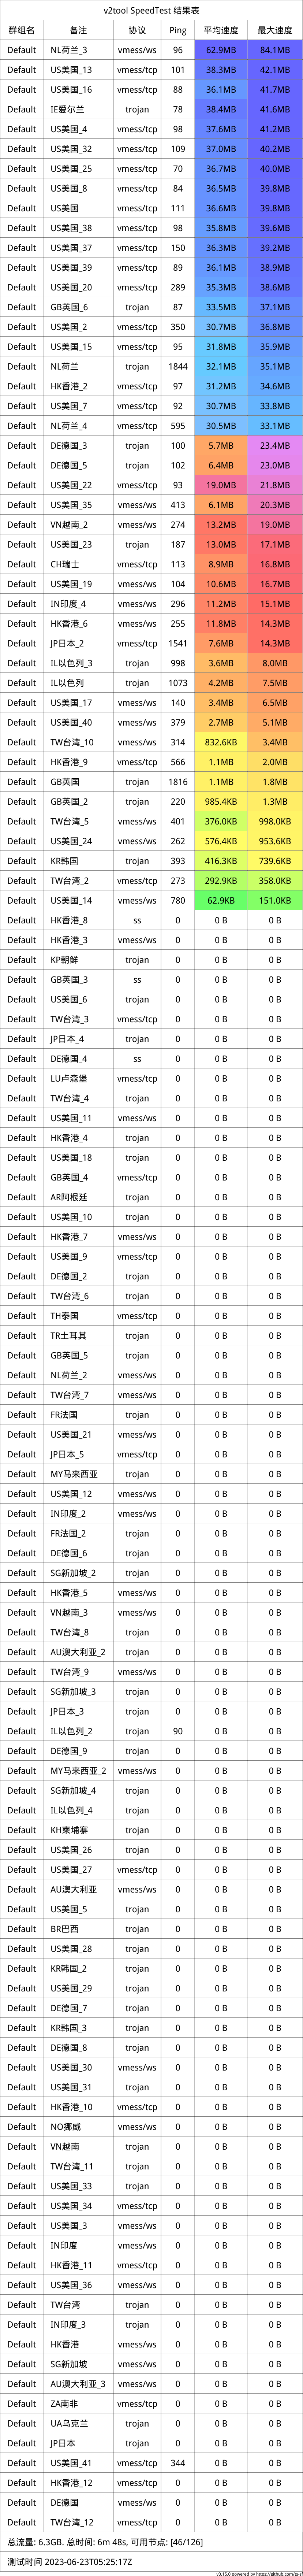 v2tool SpeedTest 结果表
群组名 备注 协议 Ping 平均速度 最大速度
Default NL荷兰_3 vmess/ws 96 62.9MB 84.1MB
Default US美国_13 vmess/tcp 101 38.3MB 42.1MB
Default US美国_16 vmess/tcp 88 36.1MB 41.7MB
Default IE爱尔兰 trojan 78 38.4MB 41.6MB
Default US美国_4 vmess/tcp 98 37.6MB 41.2MB
Default US美国_32 vmess/tcp 109 37.0MB 40.2MB
Default US美国_25 vmess/tcp 70 36.7MB 40.0MB
Default US美国_8 vmess/tcp 84 36.5MB 39.8MB
Default US美国 vmess/tcp 111 36.6MB 39.8MB
Default US美国_38 vmess/tcp 98 35.8MB 39.6MB
Default US美国_37 vmess/tcp 150 36.3MB 39.2MB
Default US美国_39 vmess/tcp 89 36.1MB 38.9MB
Default US美国_20 vmess/tcp 289 35.3MB 38.6MB
Default GB英国_6 trojan 87 33.5MB 37.1MB
Default US美国_2 vmess/tcp 350 30.7MB 36.8MB
Default US美国_15 vmess/tcp 95 31.8MB 35.9MB
Default NL荷兰 trojan 1844 32.1MB 35.1MB
Default HK香港_2 vmess/tcp 97 31.2MB 34.6MB
Default US美国_7 vmess/tcp 92 30.7MB 33.8MB
Default NL荷兰_4 vmess/tcp 595 30.5MB 33.1MB
Default DE德国_3 trojan 100 5.7MB 23.4MB
Default DE德国_5 trojan 102 6.4MB 23.0MB
Default US美国_22 vmess/tcp 93 19.0MB 21.8MB
Default US美国_35 vmess/ws 413 6.1MB 20.3MB
Default VN越南_2 vmess/ws 274 13.2MB 19.0MB
Default US美国_23 trojan 187 13.0MB 17.1MB
Default CH瑞士 vmess/tcp 113 8.9MB 16.8MB
Default US美国_19 vmess/ws 104 10.6MB 16.7MB
Default IN印度_4 vmess/ws 296 11.2MB 15.1MB
Default HK香港_6 vmess/ws 255 11.8MB 14.3MB
Default JP日本_2 vmess/tcp 1541 7.6MB 14.3MB
Default IL以色列_3 trojan 998 3.6MB 8.0MB
Default IL以色列 trojan 1073 4.2MB 7.5MB
Default US美国_17 vmess/ws 140 3.4MB 6.5MB
Default US美国_40 vmess/ws 379 2.7MB 5.1MB
Default TW台湾_10 vmess/ws 314 832.6KB 3.4MB
Default HK香港_9 vmess/tcp 566 1.1MB 2.0MB
Default GB英国 trojan 1816 1.1MB 1.8MB
Default GB英国_2 trojan 220 985.4KB 1.3MB
Default TW台湾_5 vmess/ws 401 376.0KB 998.0KB
Default US美国_24 vmess/ws 262 576.4KB 953.6KB
Default KR韩国 trojan 393 416.3KB 739.6KB
Default TW台湾_2 vmess/tcp 273 292.9KB 358.0KB
Default US美国_14 vmess/ws 780 62.9KB 151.0KB
Default HK香港_8 ss 0 0 B 0 B
Default HK香港_3 vmess/ws 0 0 B 0 B
Default KP朝鲜 trojan 0 0 B 0 B
Default GB英国_3 ss 0 0 B 0 B
Default US美国_6 trojan 0 0 B 0 B
Default TW台湾_3 vmess/tcp 0 0 B 0 B
Default JP日本_4 trojan 0 0 B 0 B
Default DE德国_4 ss 0 0 B 0 B
Default LU卢森堡 vmess/tcp 0 0 B 0 B
Default TW台湾_4 trojan 0 0 B 0 B
Default US美国_11 vmess/ws 0 0 B 0 B
Default HK香港_4 trojan 0 0 B 0 B
Default US美国_18 trojan 0 0 B 0 B
Default GB英国_4 vmess/tcp 0 0 B 0 B
Default AR阿根廷 trojan 0 0 B 0 B
Default US美国_10 trojan 0 0 B 0 B
Default HK香港_7 vmess/ws 0 0 B 0 B
Default US美国_9 vmess/tcp 0 0 B 0 B
Default DE德国_2 trojan 0 0 B 0 B
Default TW台湾_6 trojan 0 0 B 0 B
Default TH泰国 vmess/tcp 0 0 B 0 B
Default TR土耳其 trojan 0 0 B 0 B
Default GB英国_5 trojan 0 0 B 0 B
Default NL荷兰_2 vmess/ws 0 0 B 0 B
Default TW台湾_7 vmess/ws 0 0 B 0 B
Default FR法国 trojan 0 0 B 0 B
Default US美国_21 vmess/ws 0 0 B 0 B
Default JP日本_5 vmess/tcp 0 0 B 0 B
Default MY马来西亚 trojan 0 0 B 0 B
Default US美国_12 vmess/ws 0 0 B 0 B
Default IN印度_2 vmess/ws 0 0 B 0 B
Default FR法国_2 trojan 0 0 B 0 B
Default DE德国_6 trojan 0 0 B 0 B
Default SG新加坡_2 trojan 0 0 B 0 B
Default HK香港_5 vmess/ws 0 0 B 0 B
Default VN越南_3 vmess/ws 0 0 B 0 B
Default TW台湾_8 trojan 0 0 B 0 B
Default AU澳大利亚_2 trojan 0 0 B 0 B
Default TW台湾_9 vmess/ws 0 0 B 0 B
Default SG新加坡_3 trojan 0 0 B 0 B
Default JP日本_3 trojan 0 0 B 0 B
Default IL以色列_2 trojan 90 0 B 0 B
Default DE德国_9 trojan 0 0 B 0 B
Default MY马来西亚_2 vmess/ws 0 0 B 0 B
Default SG新加坡_4 trojan 0 0 B 0 B
Default IL以色列_4 trojan 0 0 B 0 B
Default KH柬埔寨 trojan 0 0 B 0 B
Default US美国_26 trojan 0 0 B 0 B
Default US美国_27 vmess/tcp 0 0 B 0 B
Default AU澳大利亚 vmess/ws 0 0 B 0 B
Default US美国_5 trojan 0 0 B 0 B
Default BR巴西 trojan 0 0 B 0 B
Default US美国_28 trojan 0 0 B 0 B
Default KR韩国_2 trojan 0 0 B 0 B
Default US美国_29 trojan 0 0 B 0 B
Default DE德国_7 trojan 0 0 B 0 B
Default KR韩国_3 trojan 0 0 B 0 B
Default DE德国_8 trojan 0 0 B 0 B
Default US美国_30 vmess/ws 0 0 B 0 B
Default US美国_31 trojan 0 0 B 0 B
Default HK香港_10 vmess/tcp 0 0 B 0 B
Default NO挪威 vmess/ws 0 0 B 0 B
Default VN越南 trojan 0 0 B 0 B
Default TW台湾_11 trojan 0 0 B 0 B
Default US美国_33 trojan 0 0 B 0 B
Default US美国_34 vmess/tcp 0 0 B 0 B
Default US美国_3 vmess/ws 0 0 B 0 B
Default IN印度 vmess/ws 0 0 B 0 B
Default HK香港_11 vmess/tcp 0 0 B 0 B
Default US美国_36 vmess/ws 0 0 B 0 B
Default TW台湾 trojan 0 0 B 0 B
Default IN印度_3 trojan 0 0 B 0 B
Default HK香港 vmess/ws 0 0 B 0 B
Default SG新加坡 vmess/ws 0 0 B 0 B
Default AU澳大利亚_3 vmess/ws 0 0 B 0 B
Default ZA南非 vmess/tcp 0 0 B 0 B
Default UA乌克兰 trojan 0 0 B 0 B
Default JP日本 trojan 0 0 B 0 B
Default US美国_41 vmess/tcp 344 0 B 0 B
Default HK香港_12 vmess/tcp 0 0 B 0 B
Default DE德国 vmess/ws 0 0 B 0 B
Default TW台湾_12 vmess/tcp 0 0 B 0 B
总流量: 6.3GB. 总时间: 6m 48s, 可用节点: [46/126]
测试时间 2023-06-23T05:25:17Z